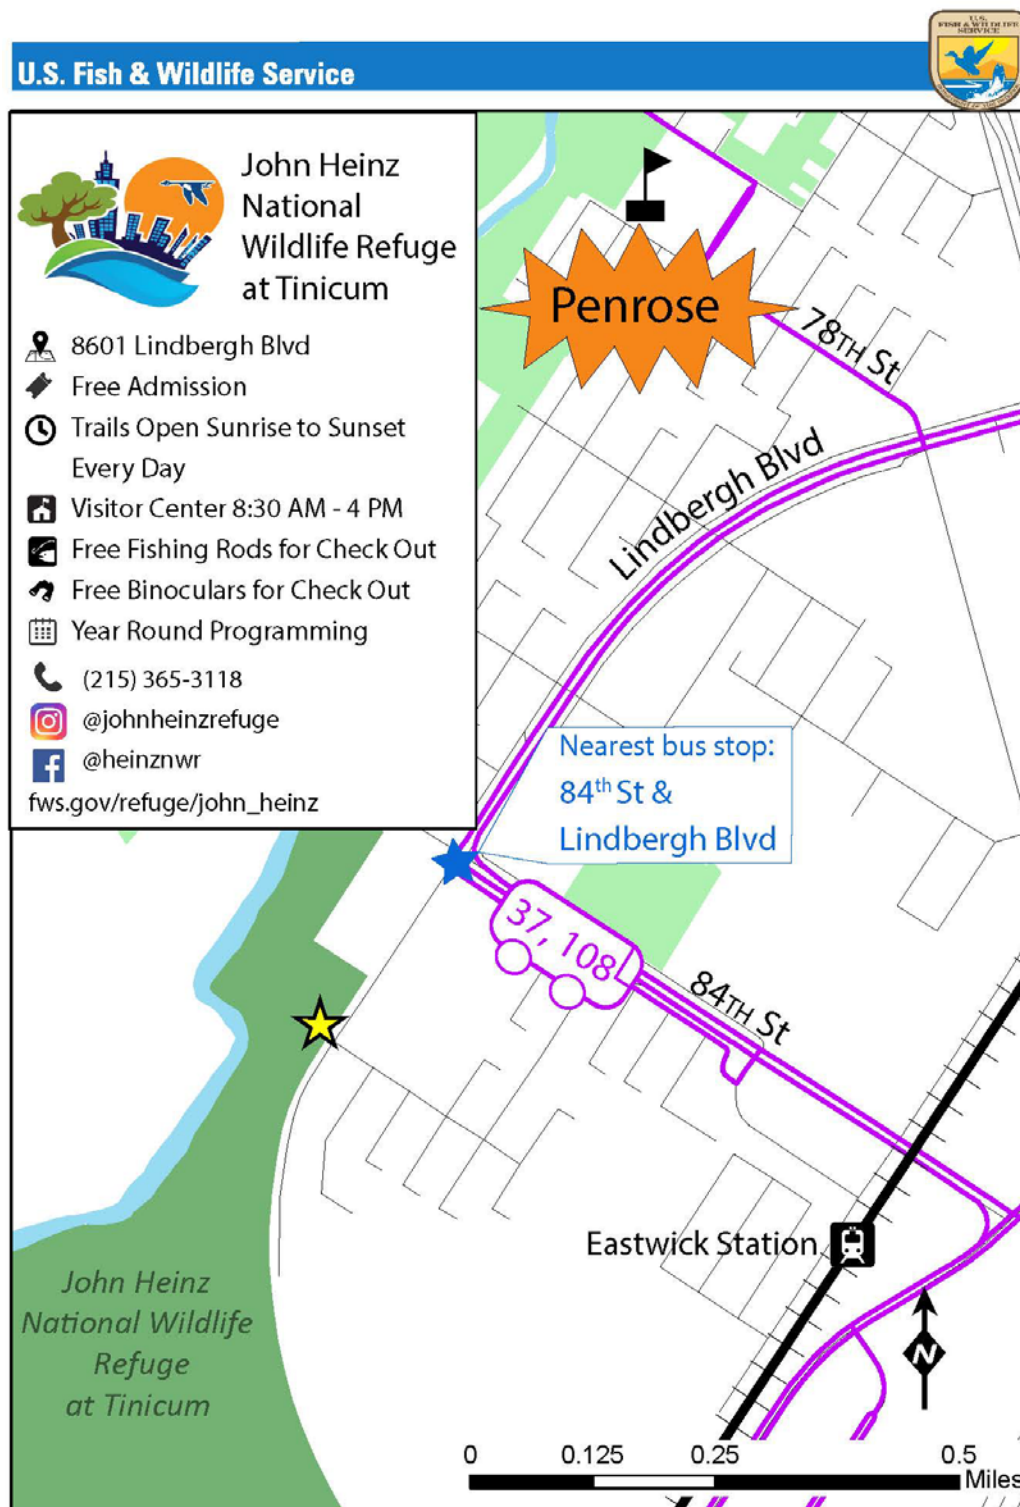 U.S.
FISH & WILDLIFE
SERVICE
U.S. Fish & Wildlife Service
John Heinz
National
Wildlife Refuge
at Tinicum
8601 Lindbergh Blvd
Free Admission
Trails Open Sunrise to Sunset
Every Day
Visitor Center 8:30 AM - 4 PM
Free Fishing Rods for Check Out
Free Binoculars for Check Out
Year Round Programming
(215) 365-3118
@johnheinzrefuge
@heinznwr
fws.gov/refuge/john_heinz
Penrose
78TH St
Lindbergh Blvd
Nearest bus stop:
84th St &
Lindbergh Blvd
37, 108
84TH St
Eastwick Station
John Heinz
National Wildlife
Refuge
at Tinicum
N
0 0.125 0.25 0.5
Miles